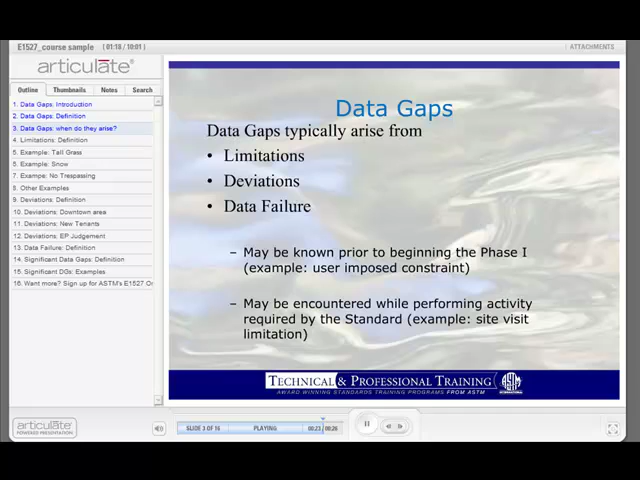 E1527_course sample (01:18 / 10:01)
ATTACHMENTS
articulate®
Outline Thumbnails Notes Search
1. Data Gaps: Introduction
2. Data Gaps: Definition
3. Data Gaps: when do they arise?
4. Limitations: Definition
5. Example: Tall Grass
6. Example: Snow
7. Exampe: No Trespassing
8. Other Examples
9. Deviations: Definition
10. Deviations: Downtown area
11. Deviations: New Tenants
12. Deviations: EP Judgement
13. Data Failure: Definition
14. Significant Data Gaps: Definition
15. Significant DGs: Examples
16. Want more? Sign up for ASTM's E1527 On
Data Gaps
Data Gaps typically arise from
• Limitations
• Deviations
• Data Failure
– May be known prior to beginning the Phase I
(example: user imposed constraint)
– May be encountered while performing activity
required by the Standard (example: site visit
limitation)
TECHNICAL & PROFESSIONAL TRAINING
AWARD WINNING STANDARDS TRAINING PROGRAMS FROM ASTM
ASTM
INTERNATIONAL
articulate
POWERED PRESENTATION
SLIDE 3 OF 16 PLAYING 00:23 / 00:26